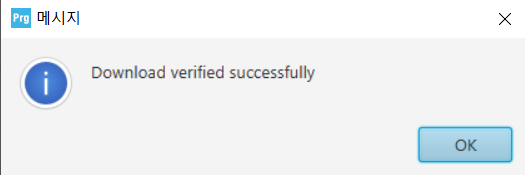 Prg 메시지
Download verified successfully
OK